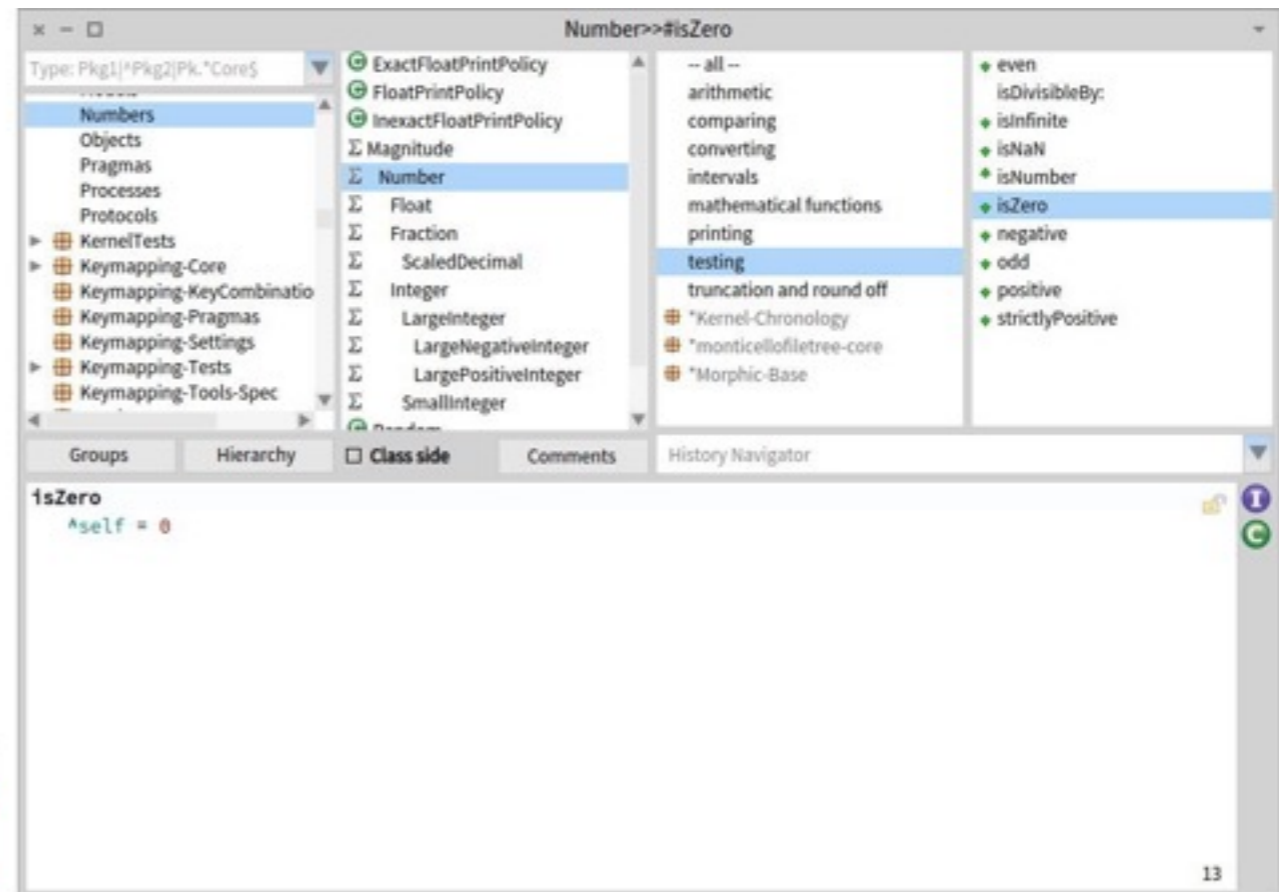 Number>>#isZero
Type: Pkg1|^Pkg2|Pk.*Core$
Numbers
Objects
Pragmas
Processes
Protocols
KernelTests
Keymapping-Core
Keymapping-KeyCombinatio
Keymapping-Pragmas
Keymapping-Settings
Keymapping-Tests
Keymapping-Tools-Spec
ExactFloatPrintPolicy
FloatPrintPolicy
InexactFloatPrintPolicy
Σ Magnitude
Σ Number
Σ Float
Σ Fraction
Σ ScaledDecimal
Σ Integer
Σ LargeInteger
Σ LargeNegativeInteger
Σ LargePositiveInteger
Σ SmallInteger
-- all --
arithmetic
comparing
converting
intervals
mathematical functions
printing
testing
truncation and round off
*Kernel-Chronology
*monticellofiletree-core
*Morphic-Base
even
isDivisibleBy:
isInfinite
isNaN
isNumber
isZero
negative
odd
positive
strictlyPositive
Groups
Hierarchy
Class side
Comments
History Navigator
isZero
^self = 0
I
C
13